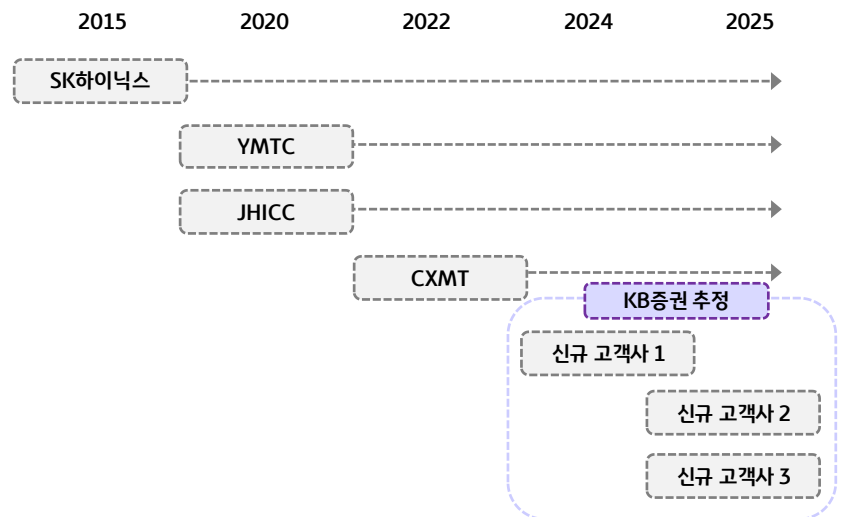 2015 2020 2022 2024 2025
SK하이닉스
YMTC
JHICC
CXMT
KB증권 추정
신규 고객사 1
신규 고객사 2
신규 고객사 3